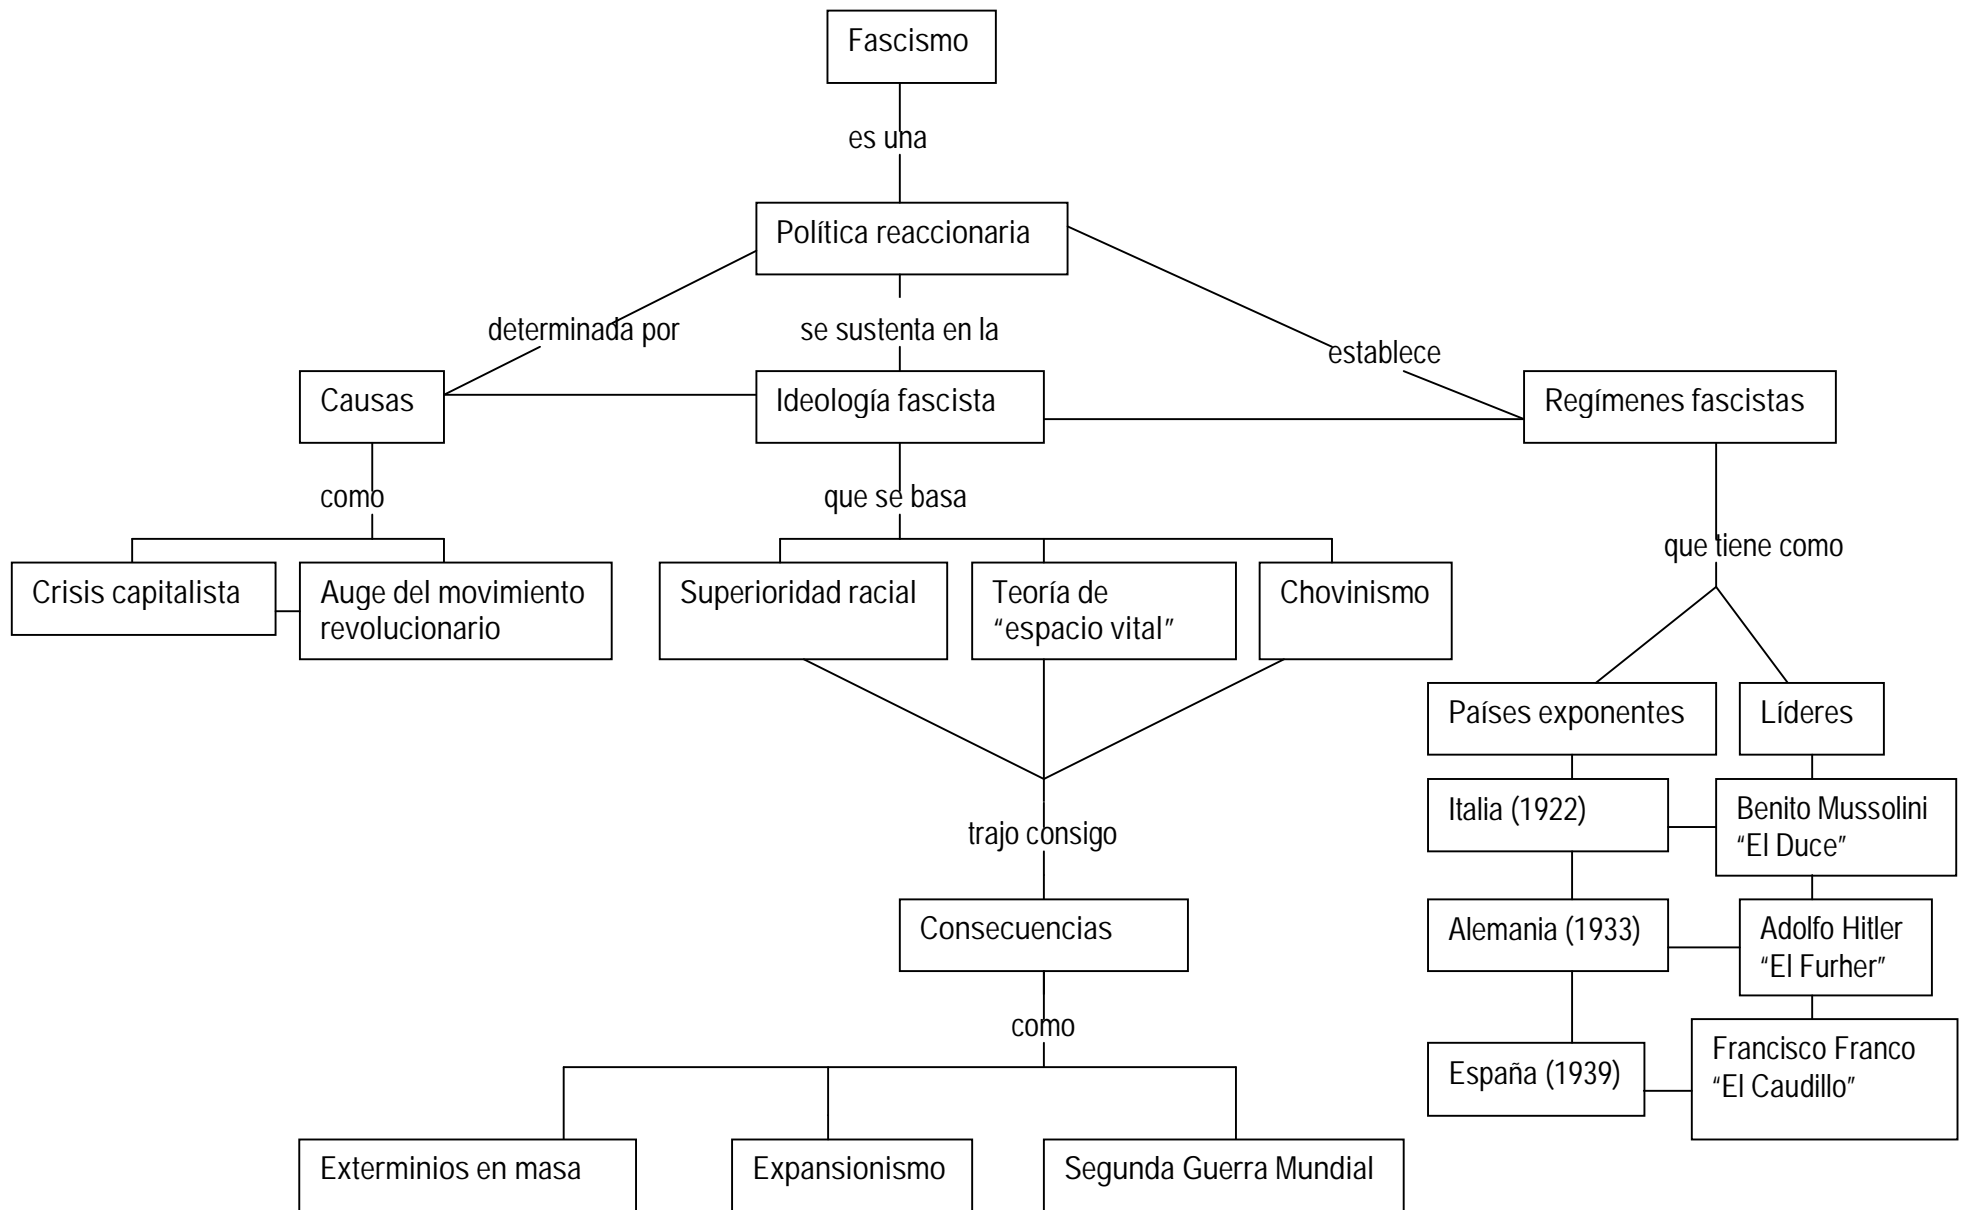 Fascismo
es una
Política reaccionaria
determinada por
se sustenta en la
establece
Causas
Ideología fascista
Regímenes fascistas
como
que se basa
que tiene como
Crisis capitalista
Auge del movimiento
revolucionario
Superioridad racial
Teoría de
“espacio vital”
Chovinismo
Países exponentes
Líderes
Italia (1922)
Benito Mussolini
“El Duce”
trajo consigo
Consecuencias
Alemania (1933)
Adolfo Hitler
“El Furher”
como
España (1939)
Francisco Franco
“El Caudillo”
Exterminios en masa
Expansionismo
Segunda Guerra Mundial